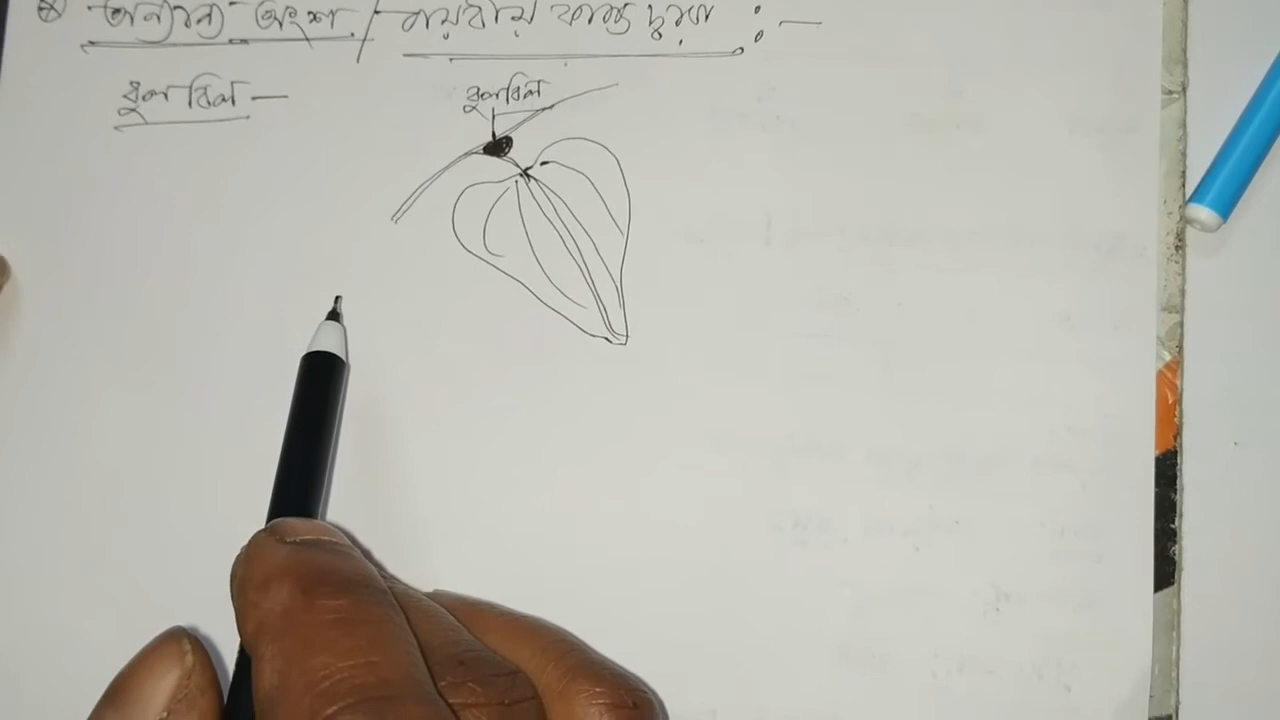 অন্যান্য অংশ / বায়বীয় কান্ড দ্বারা :—
বুলবিল —
বুলবিল